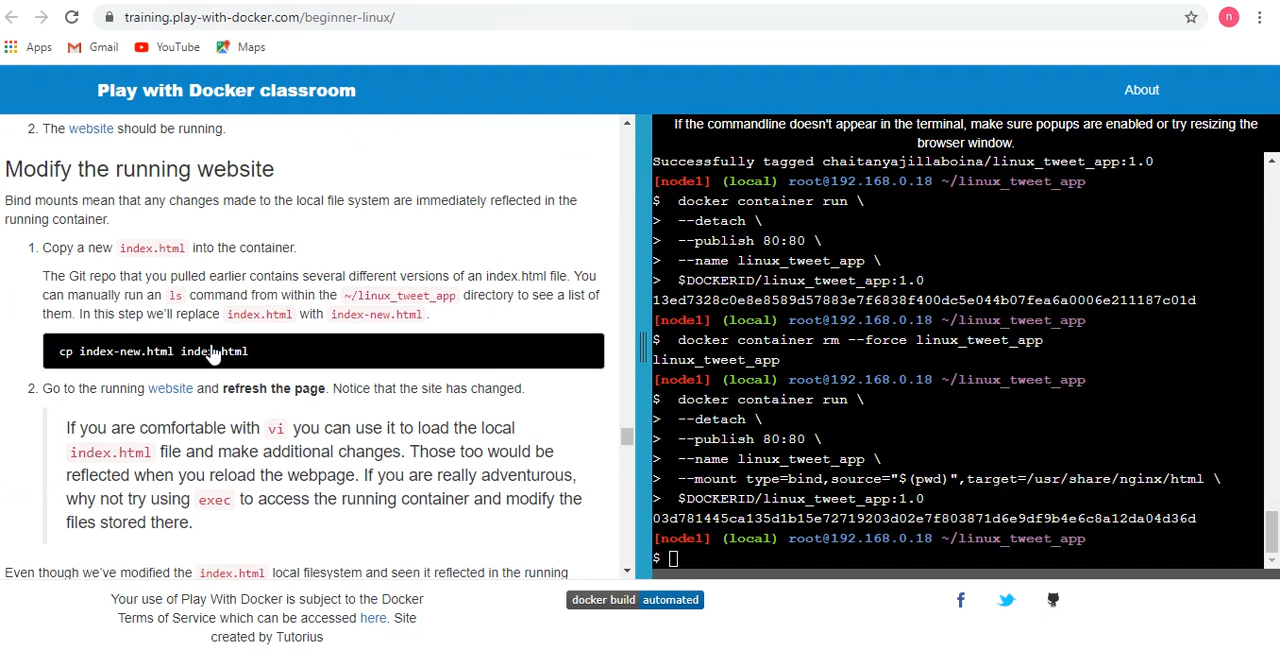 training.play-with-docker.com/beginner-linux/
n
Apps Gmail YouTube Maps
Play with Docker classroom
About
2. The website should be running.
Modify the running website
Bind mounts mean that any changes made to the local file system are immediately reflected in the
running container.
1. Copy a new index.html into the container.
The Git repo that you pulled earlier contains several different versions of an index.html file. You
can manually run an ls command from within the ~/linux_tweet_app directory to see a list of
them. In this step we’ll replace index.html with index-new.html .
cp index-new.html index.html
2. Go to the running website and refresh the page. Notice that the site has changed.
If you are comfortable with vi you can use it to load the local
index.html file and make additional changes. Those too would be
reflected when you reload the webpage. If you are really adventurous,
why not try using exec to access the running container and modify the
files stored there.
Even though we’ve modified the index.html local filesystem and seen it reflected in the running
If the commandline doesn't appear in the terminal, make sure popups are enabled or try resizing the
browser window.
Successfully tagged chaitanyajillaboina/linux_tweet_app:1.0
[node1] (local) root@192.168.0.18 ~/linux_tweet_app
$ docker container run \
> --detach \
> --publish 80:80 \
> --name linux_tweet_app \
> $DOCKERID/linux_tweet_app:1.0
13ed7328c0e8e8589d57883e7f6838f400dc5e044b07fea6a0006e211187c01d
[node1] (local) root@192.168.0.18 ~/linux_tweet_app
$ docker container rm --force linux_tweet_app
linux_tweet_app
[node1] (local) root@192.168.0.18 ~/linux_tweet_app
$ docker container run \
> --detach \
> --publish 80:80 \
> --name linux_tweet_app \
> --mount type=bind,source="$(pwd)",target=/usr/share/nginx/html \
> $DOCKERID/linux_tweet_app:1.0
03d781445ca135d1b15e72719203d02e7f803871d6e9df9b4e6c8a12da04d36d
[node1] (local) root@192.168.0.18 ~/linux_tweet_app
$
Your use of Play With Docker is subject to the Docker
Terms of Service which can be accessed here. Site
created by Tutorius
docker build automated